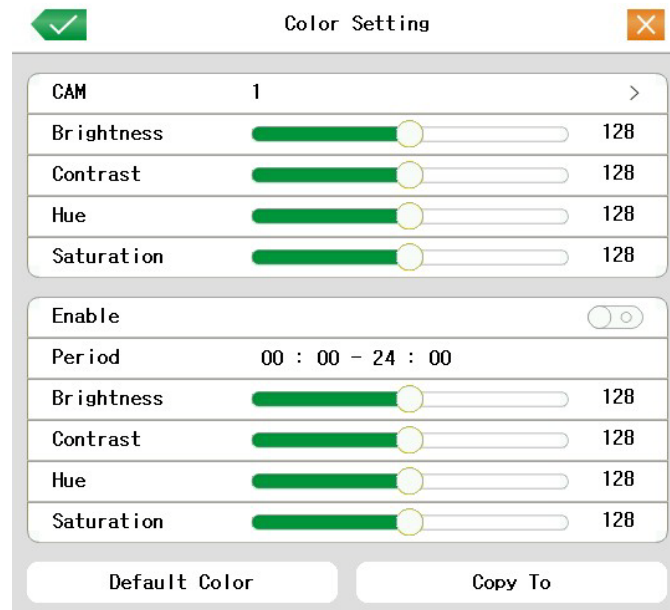 Color Setting
CAM 1 >
Brightness 128
Contrast 128
Hue 128
Saturation 128
Enable
Period 00 : 00 - 24 : 00
Brightness 128
Contrast 128
Hue 128
Saturation 128
Default Color Copy To